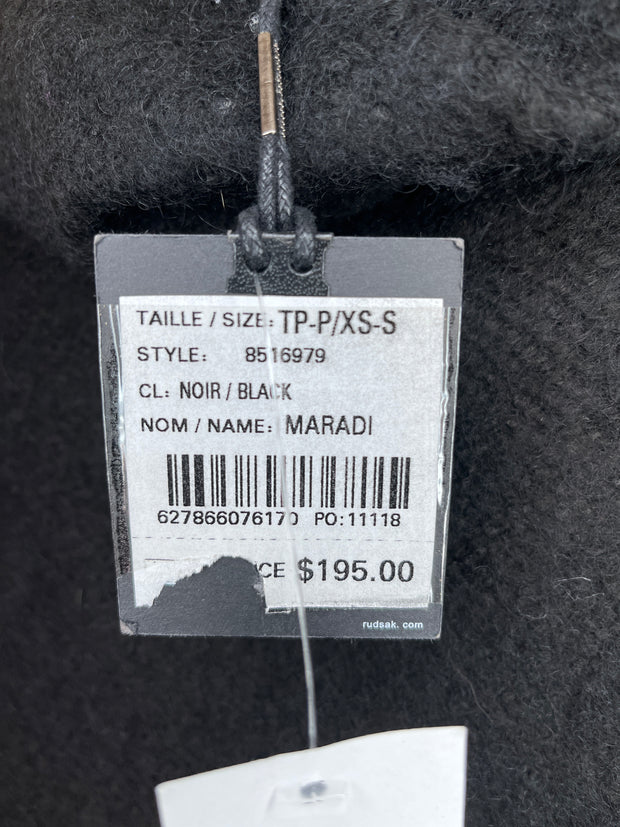 TAILLE / SIZE: TP-P/XS-S
STYLE: 8516979
CL: NOIR / BLACK
NOM / NAME: MARADI
627866076170 PO:11118
ICE $195.00
rudsak.com